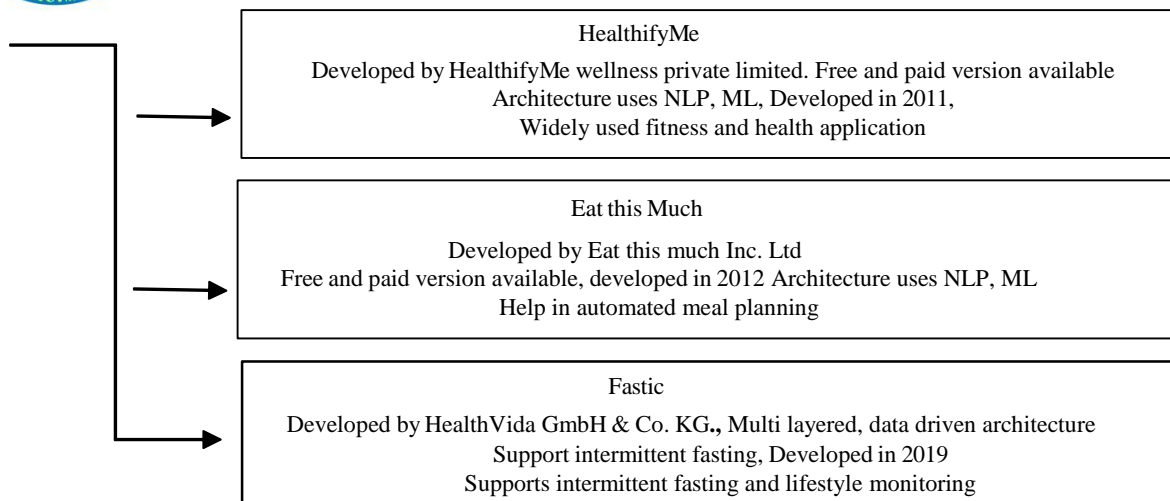 HealthifyMe
Developed by HealthifyMe wellness private limited. Free and paid version available
Architecture uses NLP, ML, Developed in 2011,
Widely used fitness and health application
Eat this Much
Developed by Eat this much Inc. Ltd
Free and paid version available, developed in 2012 Architecture uses NLP, ML
Help in automated meal planning
Fastic
Developed by HealthVida GmbH & Co. KG., Multi layered, data driven architecture
Support intermittent fasting, Developed in 2019
Supports intermittent fasting and lifestyle monitoring